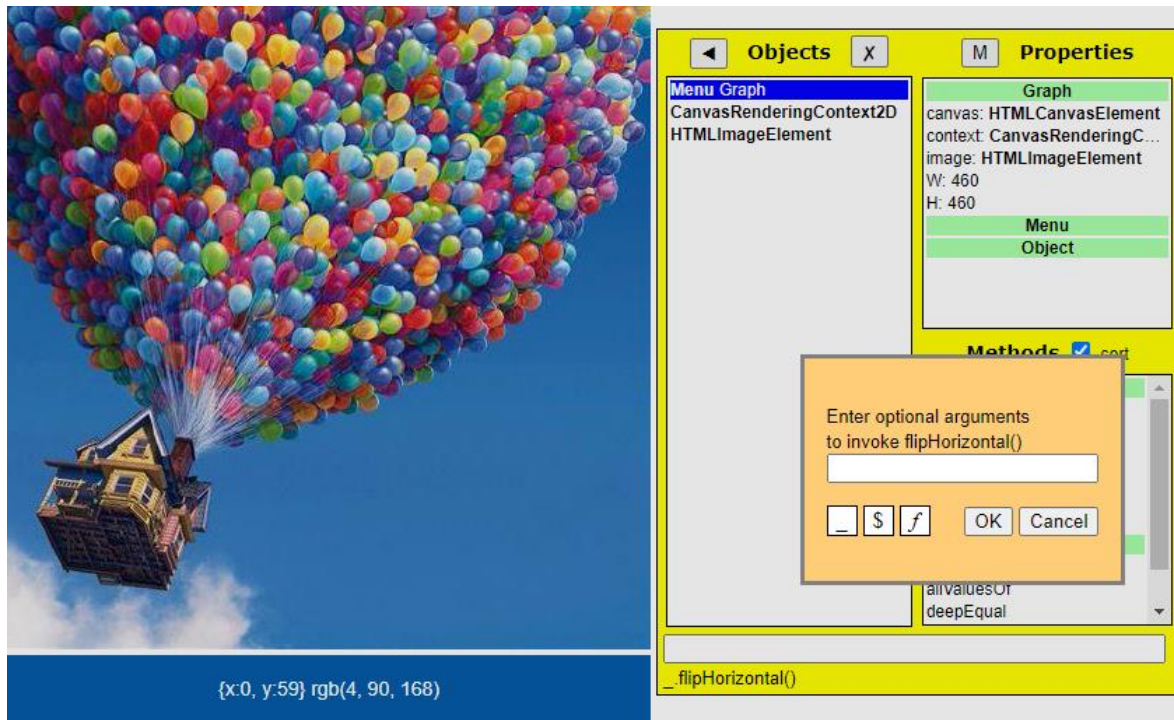 ◄ Objects X
Menu Graph
CanvasRenderingContext2D
HTMLImageElement
M Properties
Graph
canvas: HTMLCanvasElement
context: CanvasRenderingC...
image: HTMLImageElement
W: 460
H: 460
Menu
Object
Methods sort
Enter optional arguments
to invoke flipHorizontal()
_ $ f OK Cancel
allValuesOf
deepEqual
_.flipHorizontal()
{x:0, y:59} rgb(4, 90, 168)